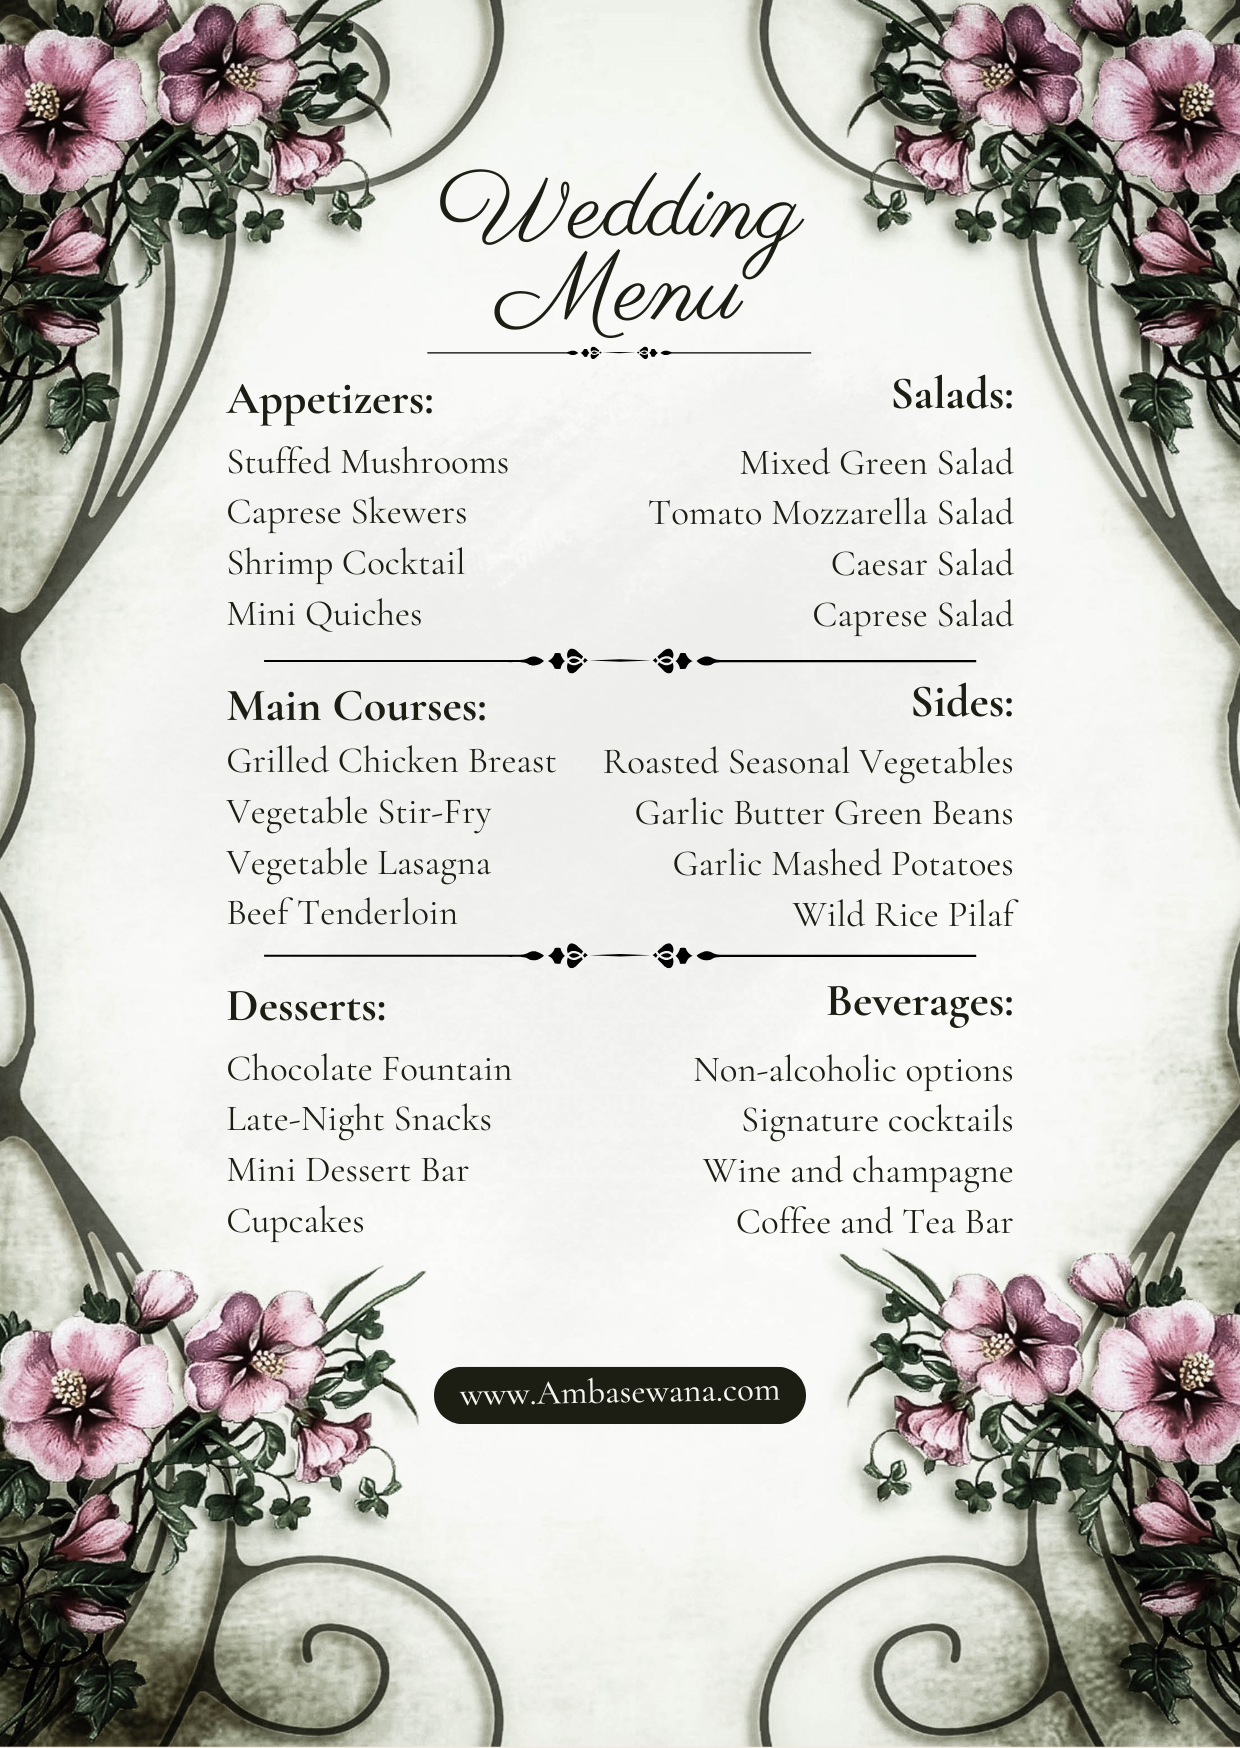 Wedding
Menu
Appetizers:
Stuffed Mushrooms
Caprese Skewers
Shrimp Cocktail
Mini Quiches
Salads:
Mixed Green Salad
Tomato Mozzarella Salad
Caesar Salad
Caprese Salad
Main Courses:
Grilled Chicken Breast
Vegetable Stir-Fry
Vegetable Lasagna
Beef Tenderloin
Sides:
Roasted Seasonal Vegetables
Garlic Butter Green Beans
Garlic Mashed Potatoes
Wild Rice Pilaf
Desserts:
Chocolate Fountain
Late-Night Snacks
Mini Dessert Bar
Cupcakes
Beverages:
Non-alcoholic options
Signature cocktails
Wine and champagne
Coffee and Tea Bar
www.Ambasewana.com